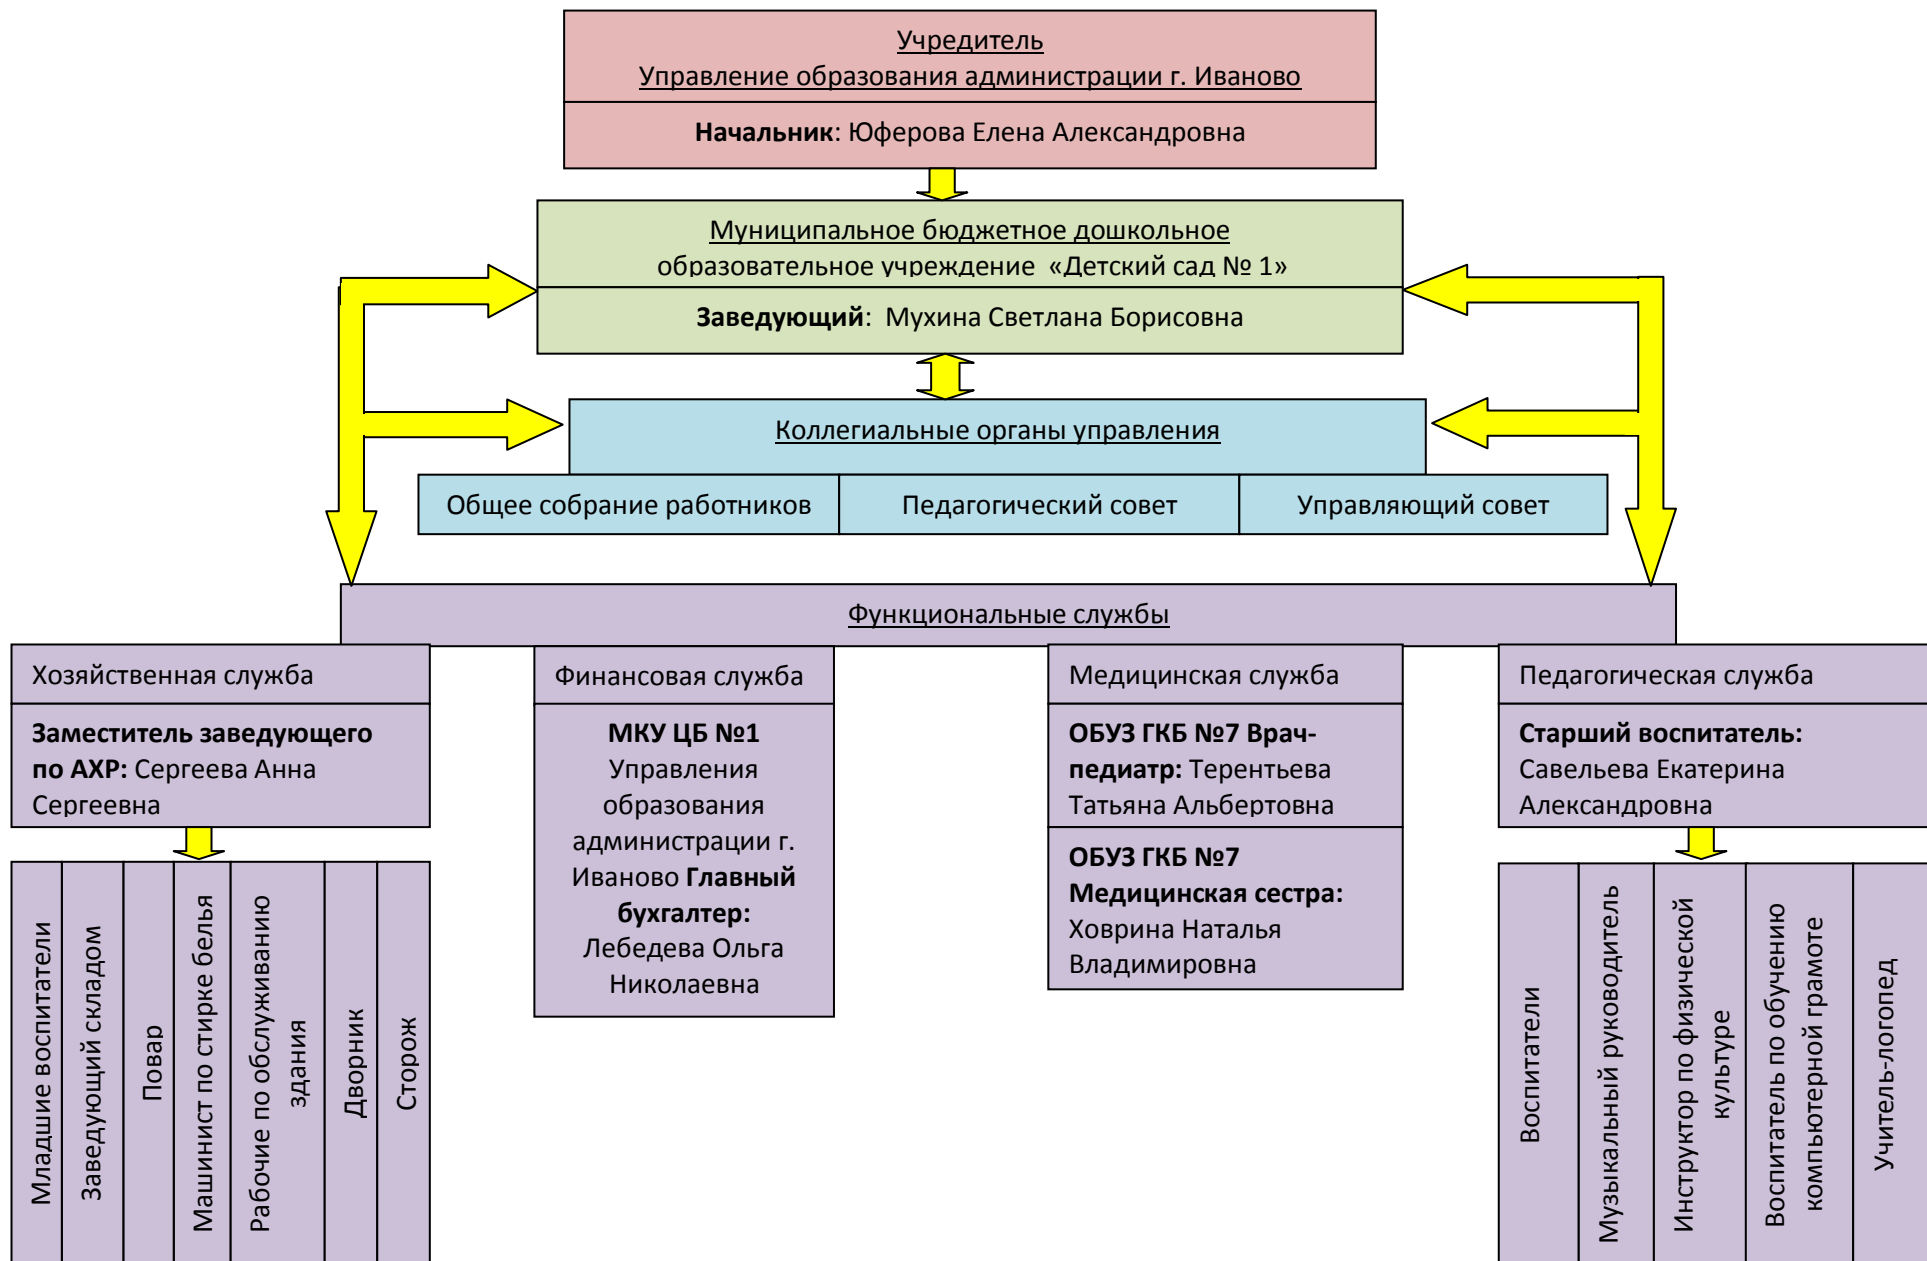 Учредитель
Управление образования администрации г. Иваново
Начальник: Юферова Елена Александровна
Муниципальное бюджетное дошкольное
образовательное учреждение «Детский сад № 1»
Заведующий: Мухина Светлана Борисовна
Коллегиальные органы управления
Общее собрание работников
Педагогический совет
Управляющий совет
Функциональные службы
Хозяйственная служба
Заместитель заведующего
по АХР: Сергеева Анна
Сергеевна
Младшие воспитатели
Заведующий складом
Повар
Машинист по стирке белья
Рабочие по обслуживанию
здания
Дворник
Сторож
Финансовая служба
МКУ ЦБ №1
Управления
образования
администрации г.
Иваново Главный
бухгалтер:
Лебедева Ольга
Николаевна
Медицинская служба
ОБУЗ ГКБ №7 Врач-
педиатр: Терентьева
Татьяна Альбертовна
ОБУЗ ГКБ №7
Медицинская сестра:
Ховрина Наталья
Владимировна
Педагогическая служба
Старший воспитатель:
Савельева Екатерина
Александровна
Воспитатели
Музыкальный руководитель
Инструктор по физической
культуре
Воспитатель по обучению
компьютерной грамоте
Учитель-логопед